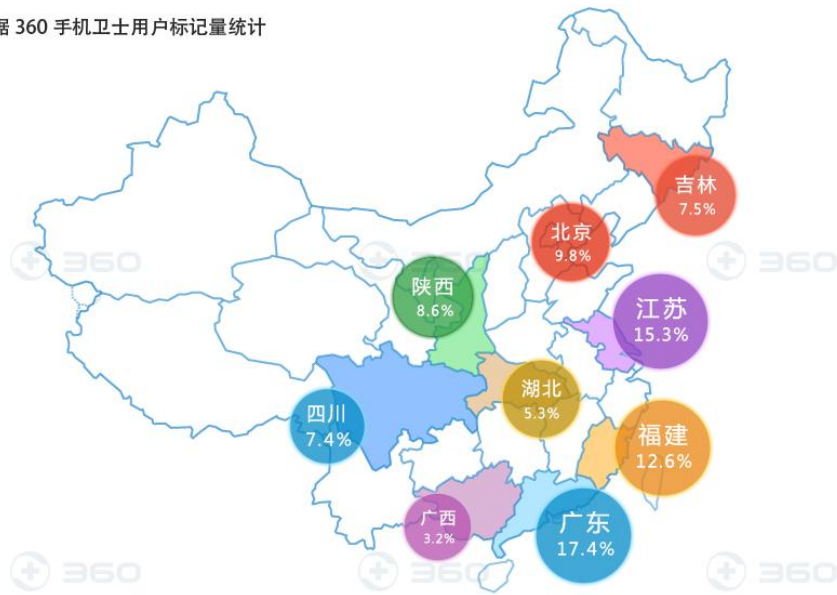 据 360 手机卫士用户标记量统计
吉林
7.5%
北京
9.8%
360
360
360
陕西
8.6%
江苏
15.3%
湖北
5.3%
四川
7.4%
福建
12.6%
广西
3.2%
广东
17.4%
360
360
360